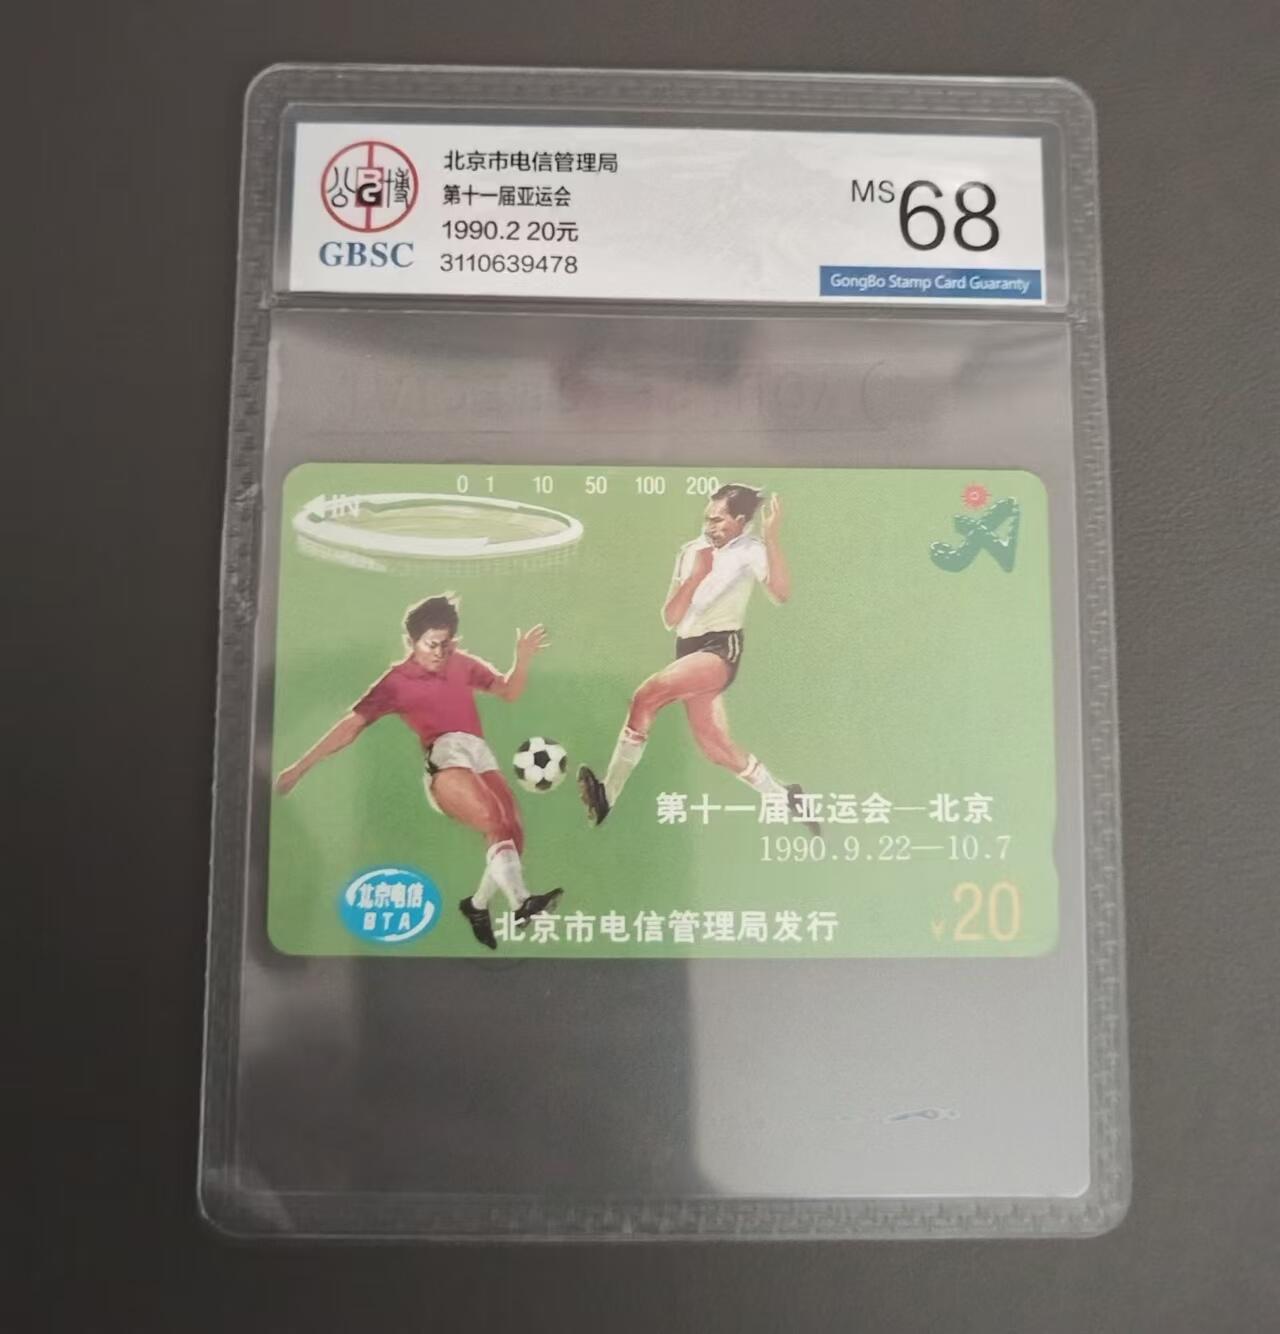 公博
BG
GBSC
北京市电信管理局
第十一届亚运会
1990.2 20元
3110639478
MS 68
GongBo Stamp Card Guaranty
0 1 10 50 100 200
IN
第十一届亚运会—北京
1990.9.22—10.7
北京电信
BTA
北京市电信管理局发行
¥20